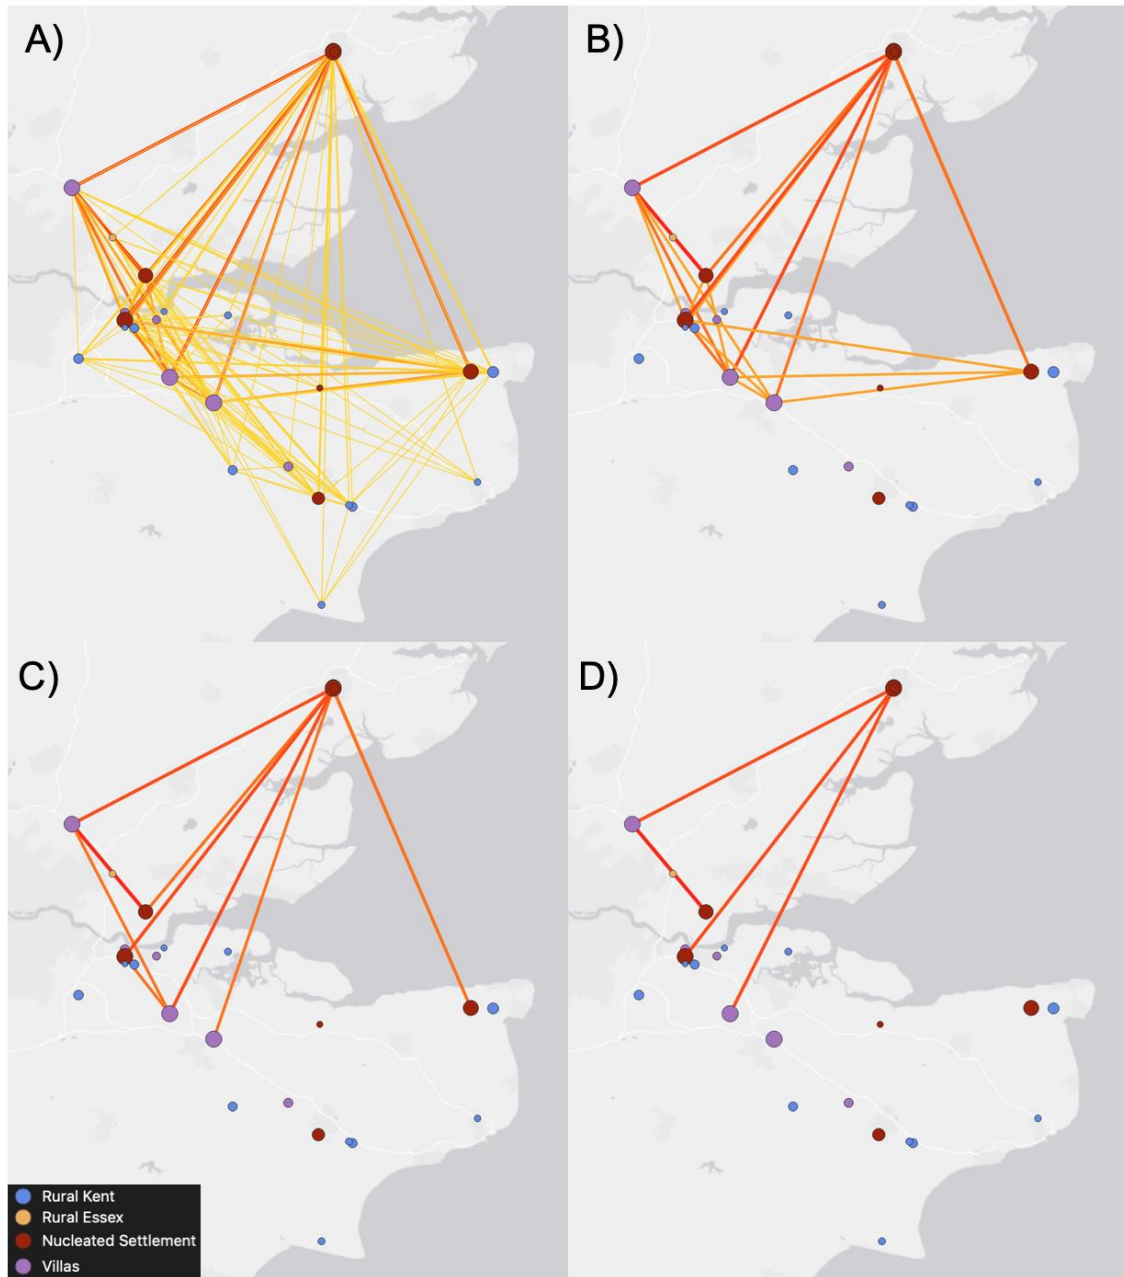 A)
B)
C)
D)
Rural Kent
Rural Essex
Nucleated Settlement
Villas